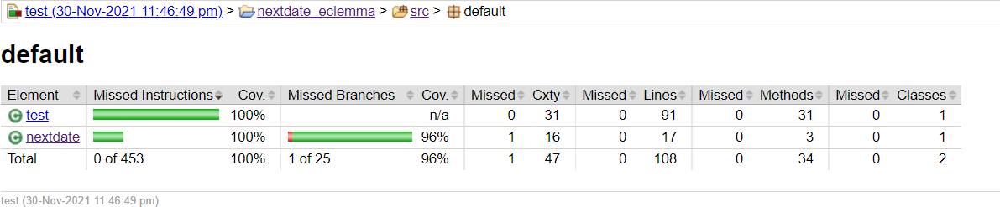 test (30-Nov-2021 11:46:49 pm) > nextdate_eclemma > src > default
default
Element Missed Instructions Cov. Missed Branches Cov. Missed Cxty Missed Lines Missed Methods Missed Classes
test 100% n/a 0 31 0 91 0 31 0 1
nextdate 100% 96% 1 16 0 17 0 3 0 1
Total 0 of 453 100% 1 of 25 96% 1 47 0 108 0 34 0 2
test (30-Nov-2021 11:46:49 pm)